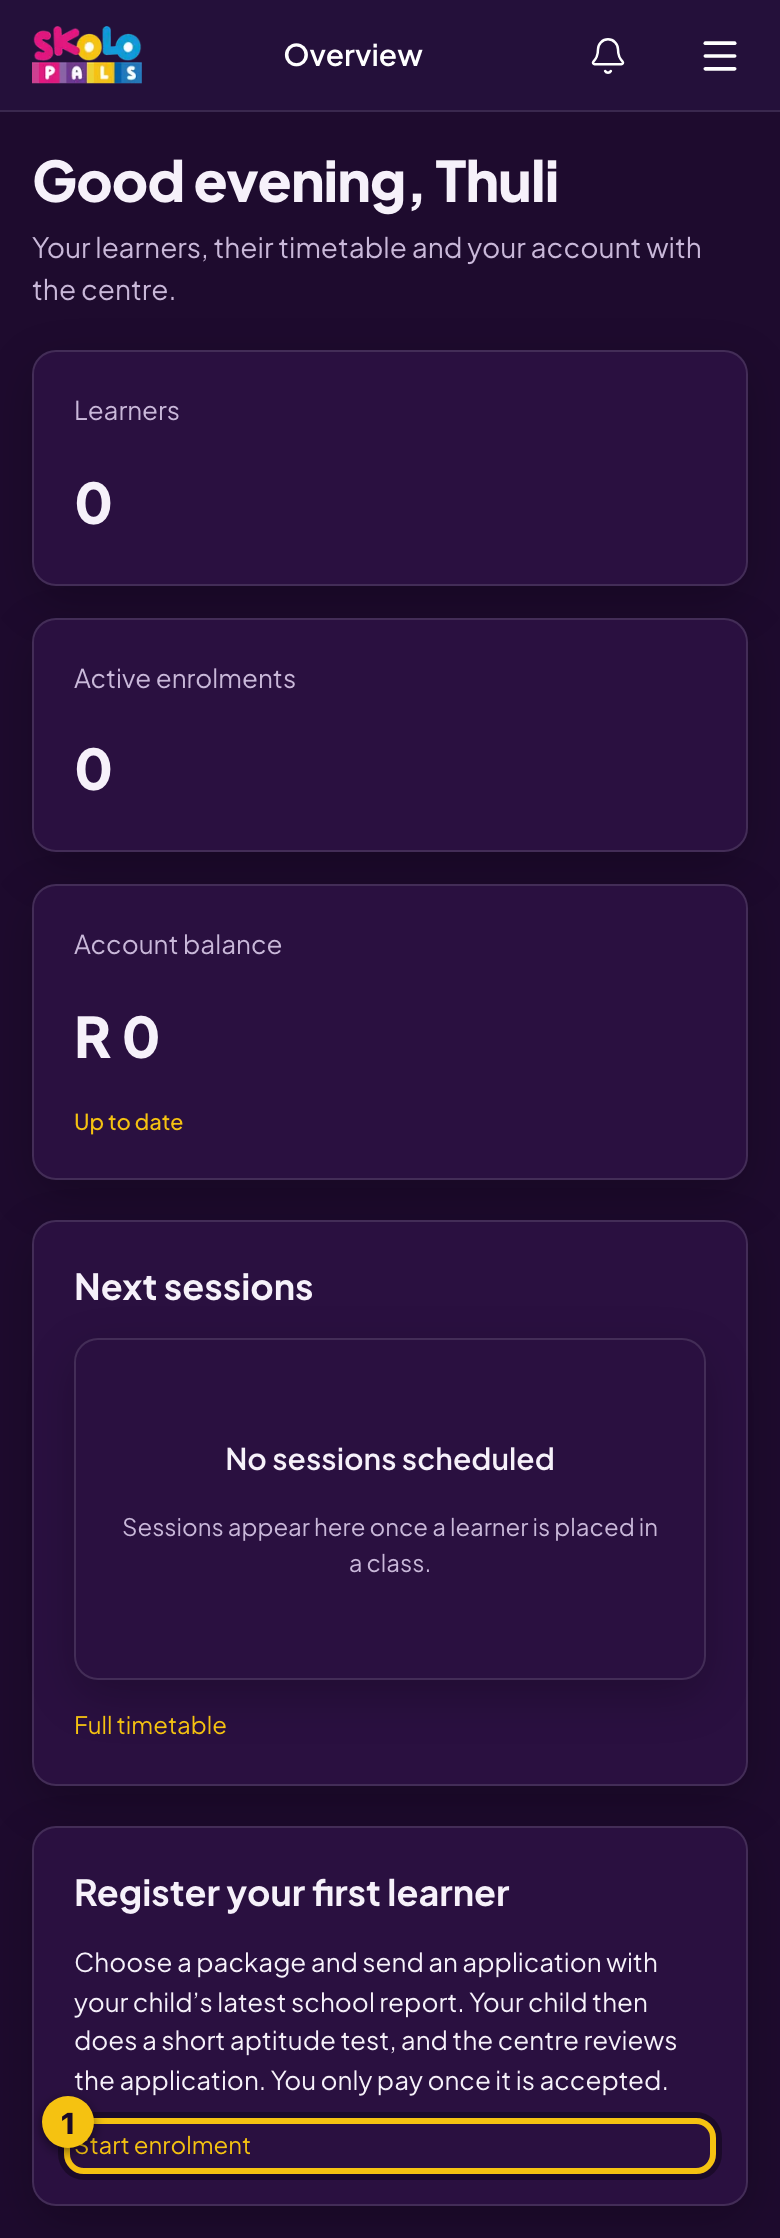 SKOLO
PALS
Overview
Good evening, Thuli
Your learners, their timetable and your account with
the centre.
Learners
0
Active enrolments
0
Account balance
R 0
Up to date
Next sessions
No sessions scheduled
Sessions appear here once a learner is placed in
a class.
Full timetable
Register your first learner
Choose a package and send an application with
your child’s latest school report. Your child then
does a short aptitude test, and the centre reviews
the application. You only pay once it is accepted.
1
Start enrolment